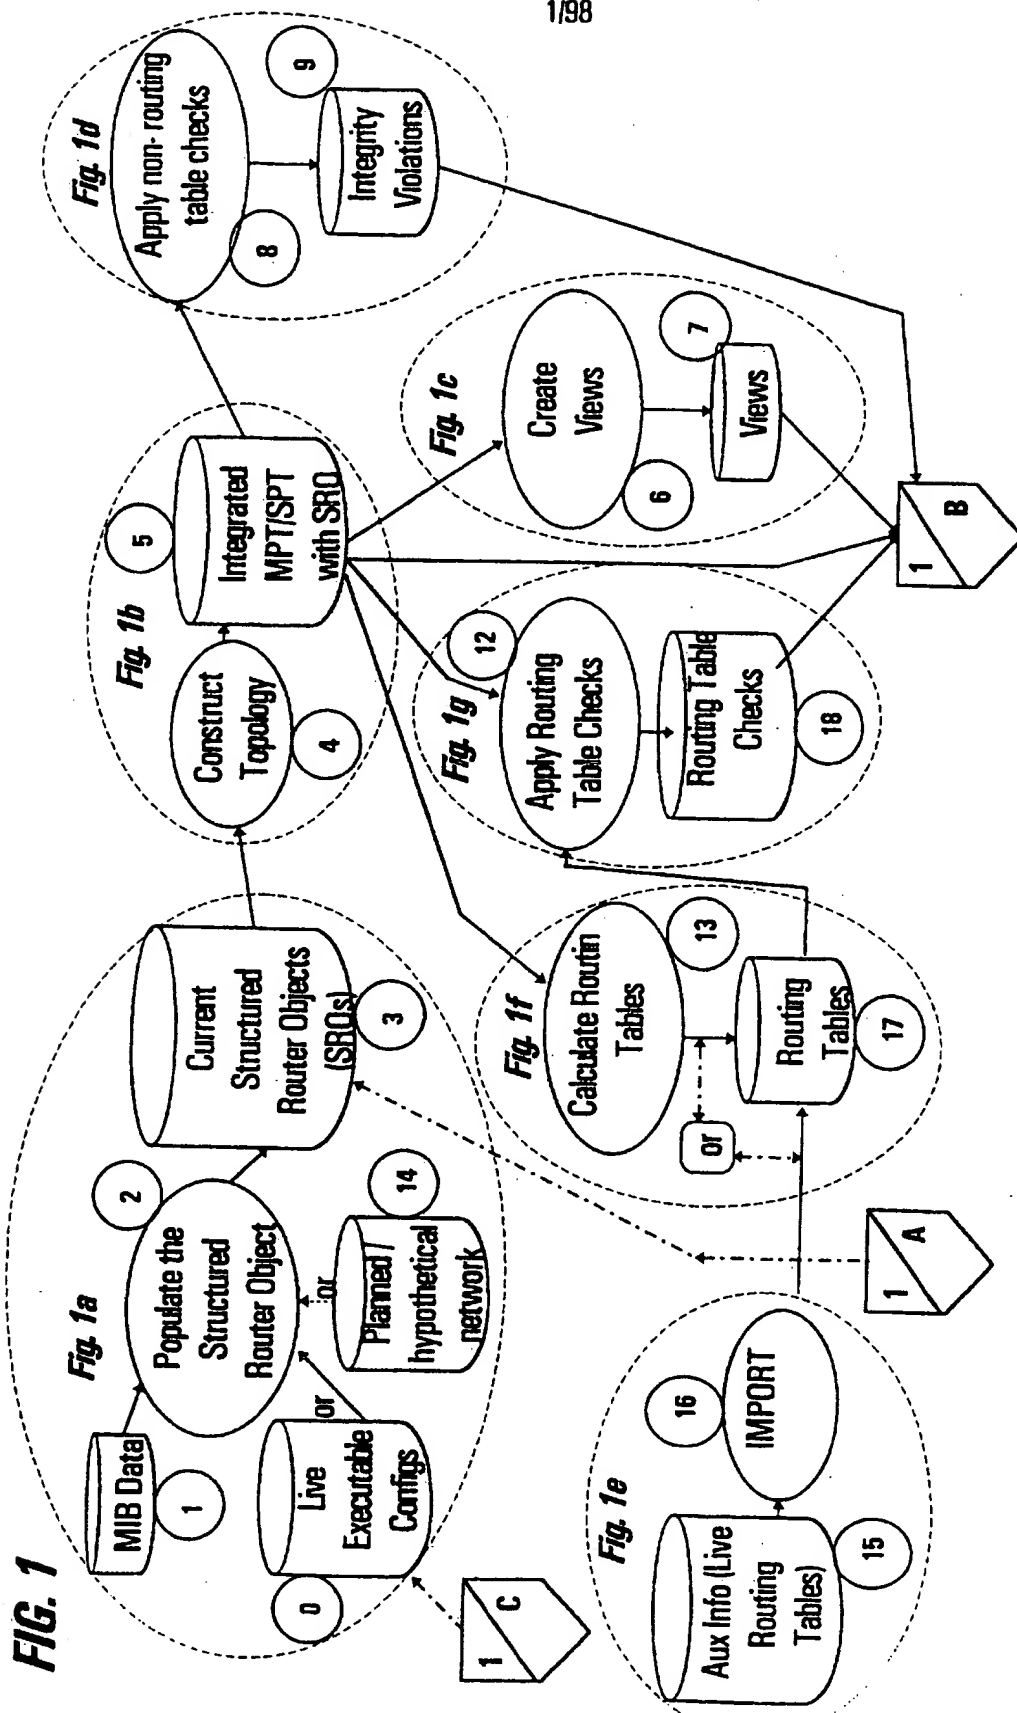 1/98
FIG. 1
Fig. 1a
MIB Data
1
Populate the
Structured
Router Object
2
Live
Executable
Configs
0
or
or
Planned /
hypothetical
network
14
Current
Structured
Router Objects
(SROs)
3
1
C
Fig. 1b
Construct
Topology
4
Integrated
MPT/SPT
with SRO
5
Fig. 1d
Apply non-routing
table checks
8
Integrity
Violations
9
Fig. 1c
Create
Views
6
Views
7
Fig. 1g
Apply Routing
Table Checks
12
Routing Table
Checks
18
Fig. 1f
Calculate Routin
Tables
13
or
Routing
Tables
17
Fig. 1e
Aux Info (Live
Routing
Tables)
15
IMPORT
16
1
A
1
B